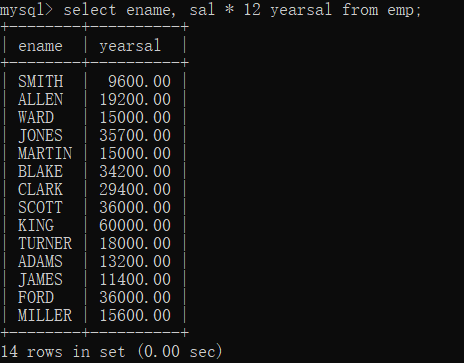 mysql> select ename, sal * 12 yearsal from emp;
+--------+----------+
| ename  | yearsal  |
+--------+----------+
| SMITH  |  9600.00 |
| ALLEN  | 19200.00 |
| WARD   | 15000.00 |
| JONES  | 35700.00 |
| MARTIN | 15000.00 |
| BLAKE  | 34200.00 |
| CLARK  | 29400.00 |
| SCOTT  | 36000.00 |
| KING   | 60000.00 |
| TURNER | 18000.00 |
| ADAMS  | 13200.00 |
| JAMES  | 11400.00 |
| FORD   | 36000.00 |
| MILLER | 15600.00 |
+--------+----------+
14 rows in set (0.00 sec)